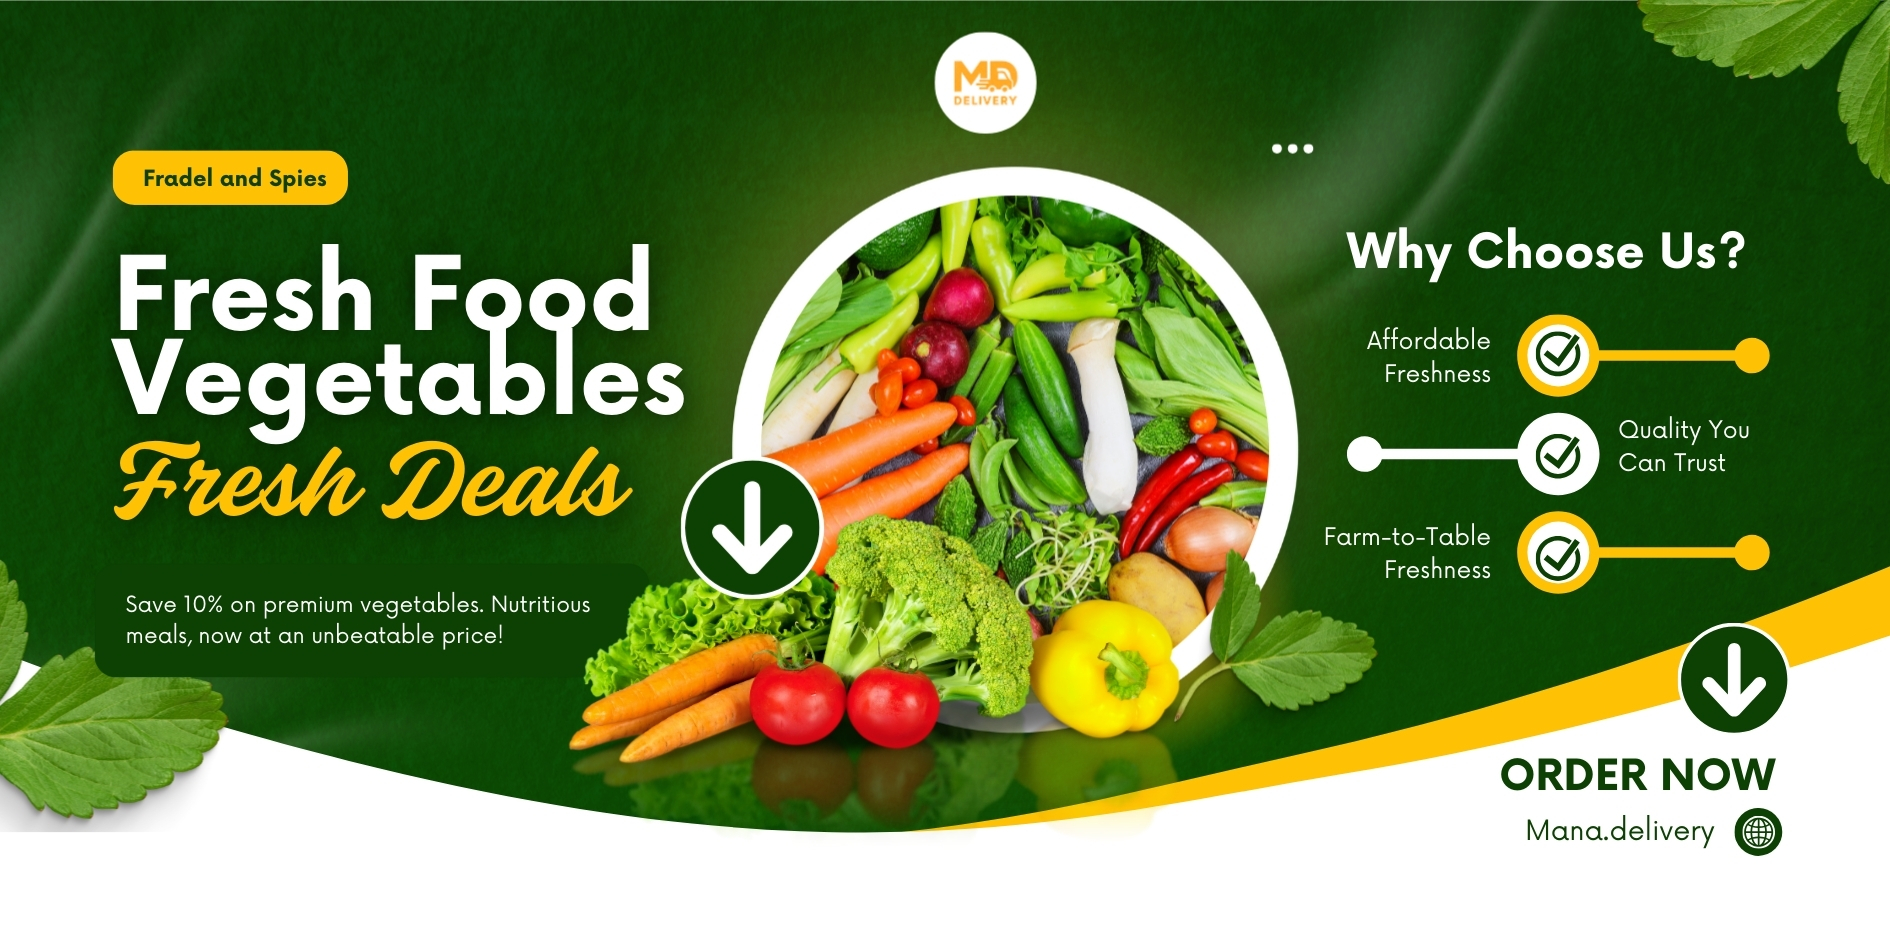 MD
DELIVERY
Fradel and Spies
Fresh Food
Vegetables
Fresh Deals
Save 10% on premium vegetables. Nutritious
meals, now at an unbeatable price!
Why Choose Us?
Affordable
Freshness
Quality You
Can Trust
Farm-to-Table
Freshness
ORDER NOW
Mana.delivery